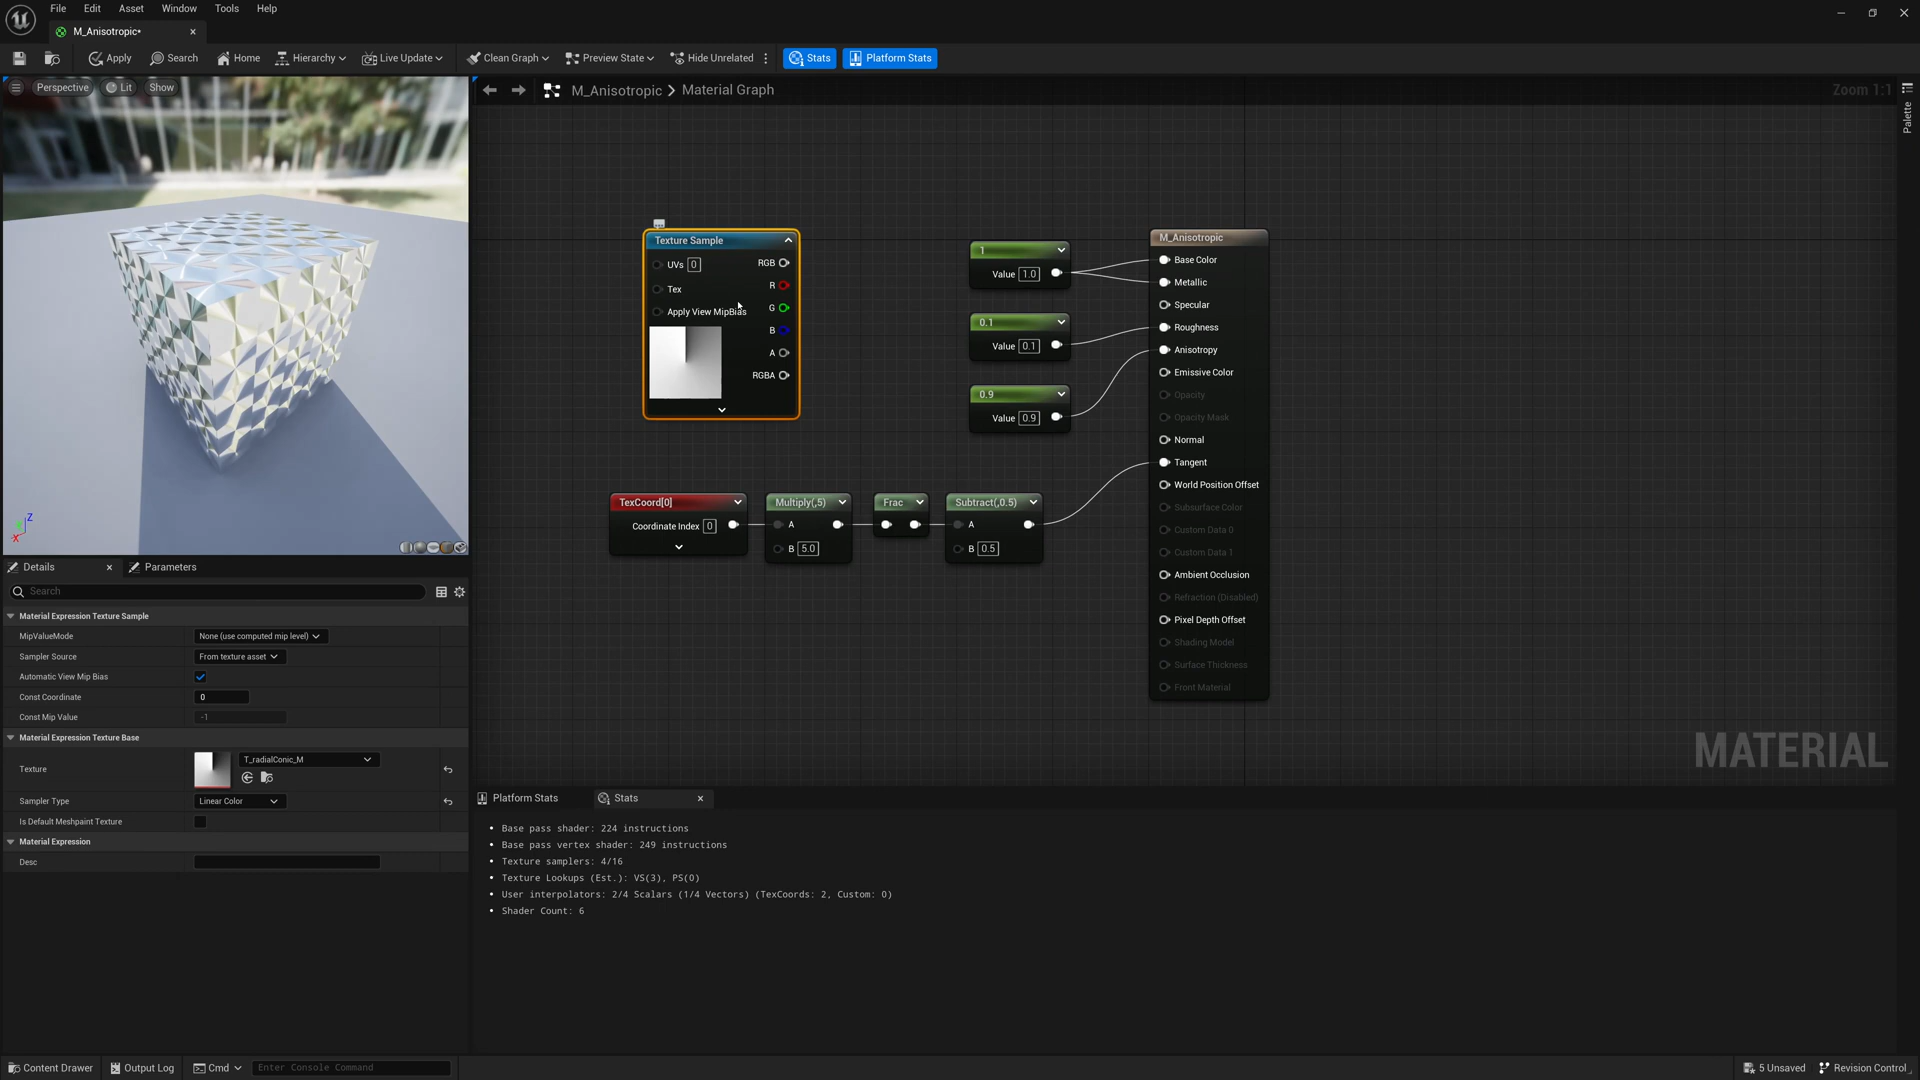 File Edit Asset Window Tools Help
M_Anisotropic*
Apply Search Home Hierarchy Live Update Clean Graph Preview State Hide Unrelated Stats Platform Stats
Perspective Lit Show
M_Anisotropic > Material Graph
Zoom 1:1
Palette
Texture Sample
UVs 0
Tex
Apply View MipBias
RGB
R
G
B
A
RGBA
1
Value 1.0
0.1
Value 0.1
0.9
Value 0.9
M_Anisotropic
Base Color
Metallic
Specular
Roughness
Anisotropy
Emissive Color
Opacity
Opacity Mask
Normal
Tangent
World Position Offset
Subsurface Color
Custom Data 0
Custom Data 1
Ambient Occlusion
Refraction (Disabled)
Pixel Depth Offset
Shading Model
Surface Thickness
Front Material
TexCoord[0]
Coordinate Index 0
Multiply(,5)
A
B 5.0
Frac
Subtract(,0.5)
A
B 0.5
MATERIAL
Z
X
Details Parameters
Search
Material Expression Texture Sample
MipValueMode None (use computed mip level)
Sampler Source From texture asset
Automatic View Mip Bias
Const Coordinate 0
Const Mip Value -1
Material Expression Texture Base
Texture T_radialConic_M
Sampler Type Linear Color
Is Default Meshpaint Texture
Material Expression
Desc
Platform Stats Stats
• Base pass shader: 224 instructions
• Base pass vertex shader: 249 instructions
• Texture samplers: 4/16
• Texture Lookups (Est.): VS(3), PS(0)
• User interpolators: 2/4 Scalars (1/4 Vectors) (TexCoords: 2, Custom: 0)
• Shader Count: 6
Content Drawer Output Log Cmd Enter Console Command 5 Unsaved Revision Control